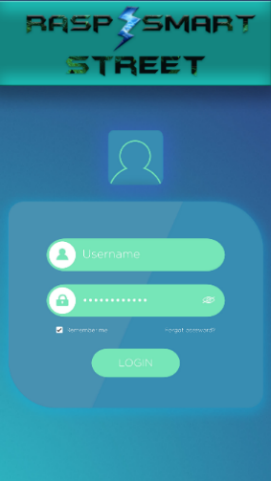 RASP SMART
STREET
Username
Remember me
Forgot password?
LOGIN